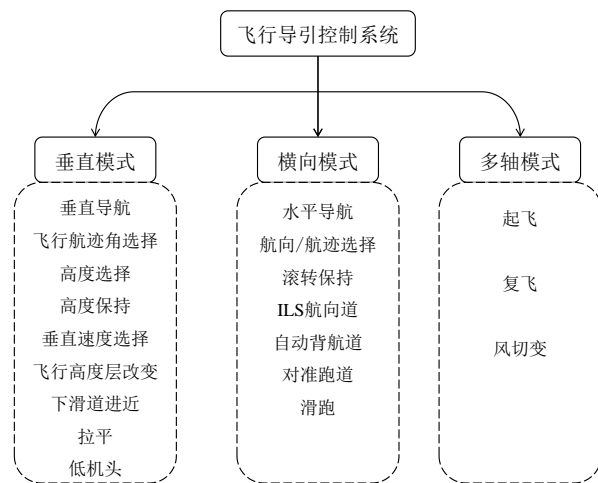 飞行导引控制系统
垂直模式
垂直导航
飞行航迹角选择
高度选择
高度保持
垂直速度选择
飞行高度层改变
下滑道进近
拉平
低机头
横向模式
水平导航
航向/航迹选择
滚转保持
ILS航向道
自动背航道
对准跑道
滑跑
多轴模式
起飞
复飞
风切变